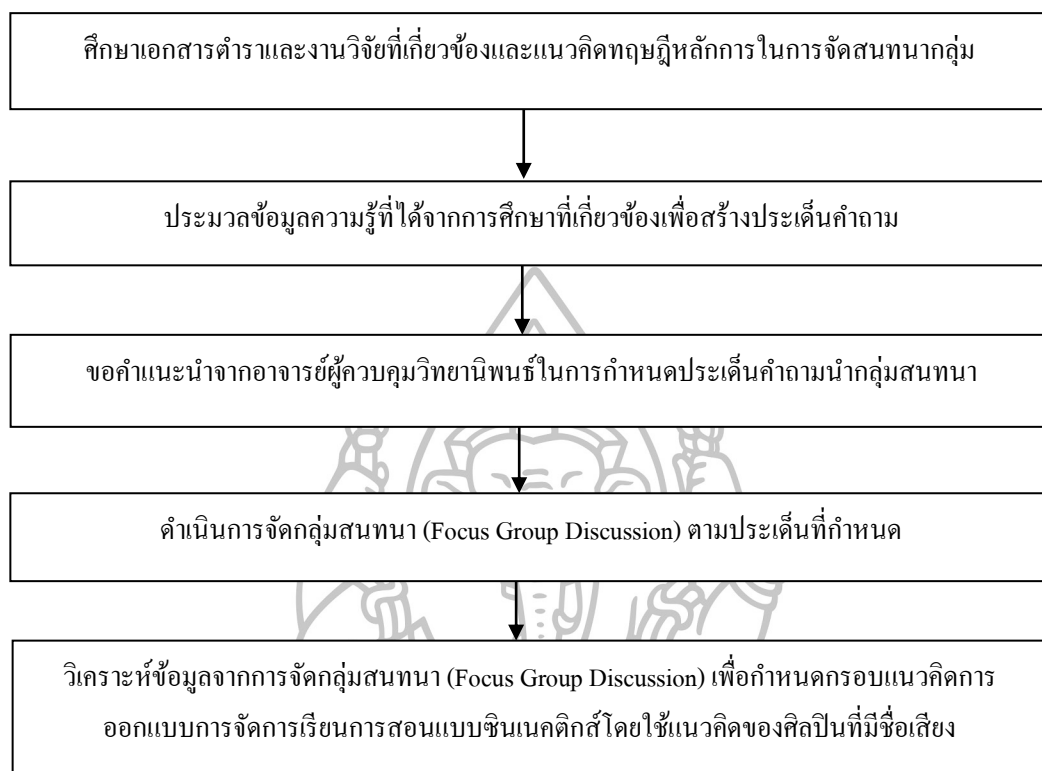 ศึกษาเอกสารตำราและงานวิจัยที่เกี่ยวข้องและแนวคิดทฤษฎีหลักการในการจัดสนทนากลุ่ม
ประมวลข้อมูลความรู้ที่ได้จากการศึกษาที่เกี่ยวข้องเพื่อสร้างประเด็นคำถาม
ขอคำแนะนำจากอาจารย์ผู้ควบคุมวิทยานิพนธ์ในการกำหนดประเด็นคำถามนำกลุ่มสนทนา
ดำเนินการจัดกลุ่มสนทนา (Focus Group Discussion) ตามประเด็นที่กำหนด
วิเคราะห์ข้อมูลจากการจัดกลุ่มสนทนา (Focus Group Discussion) เพื่อกำหนดกรอบแนวคิดการ
ออกแบบการจัดการเรียนการสอนแบบซินเนคติกส์โดยใช้แนวคิดของศิลปินที่มีชื่อเสียง